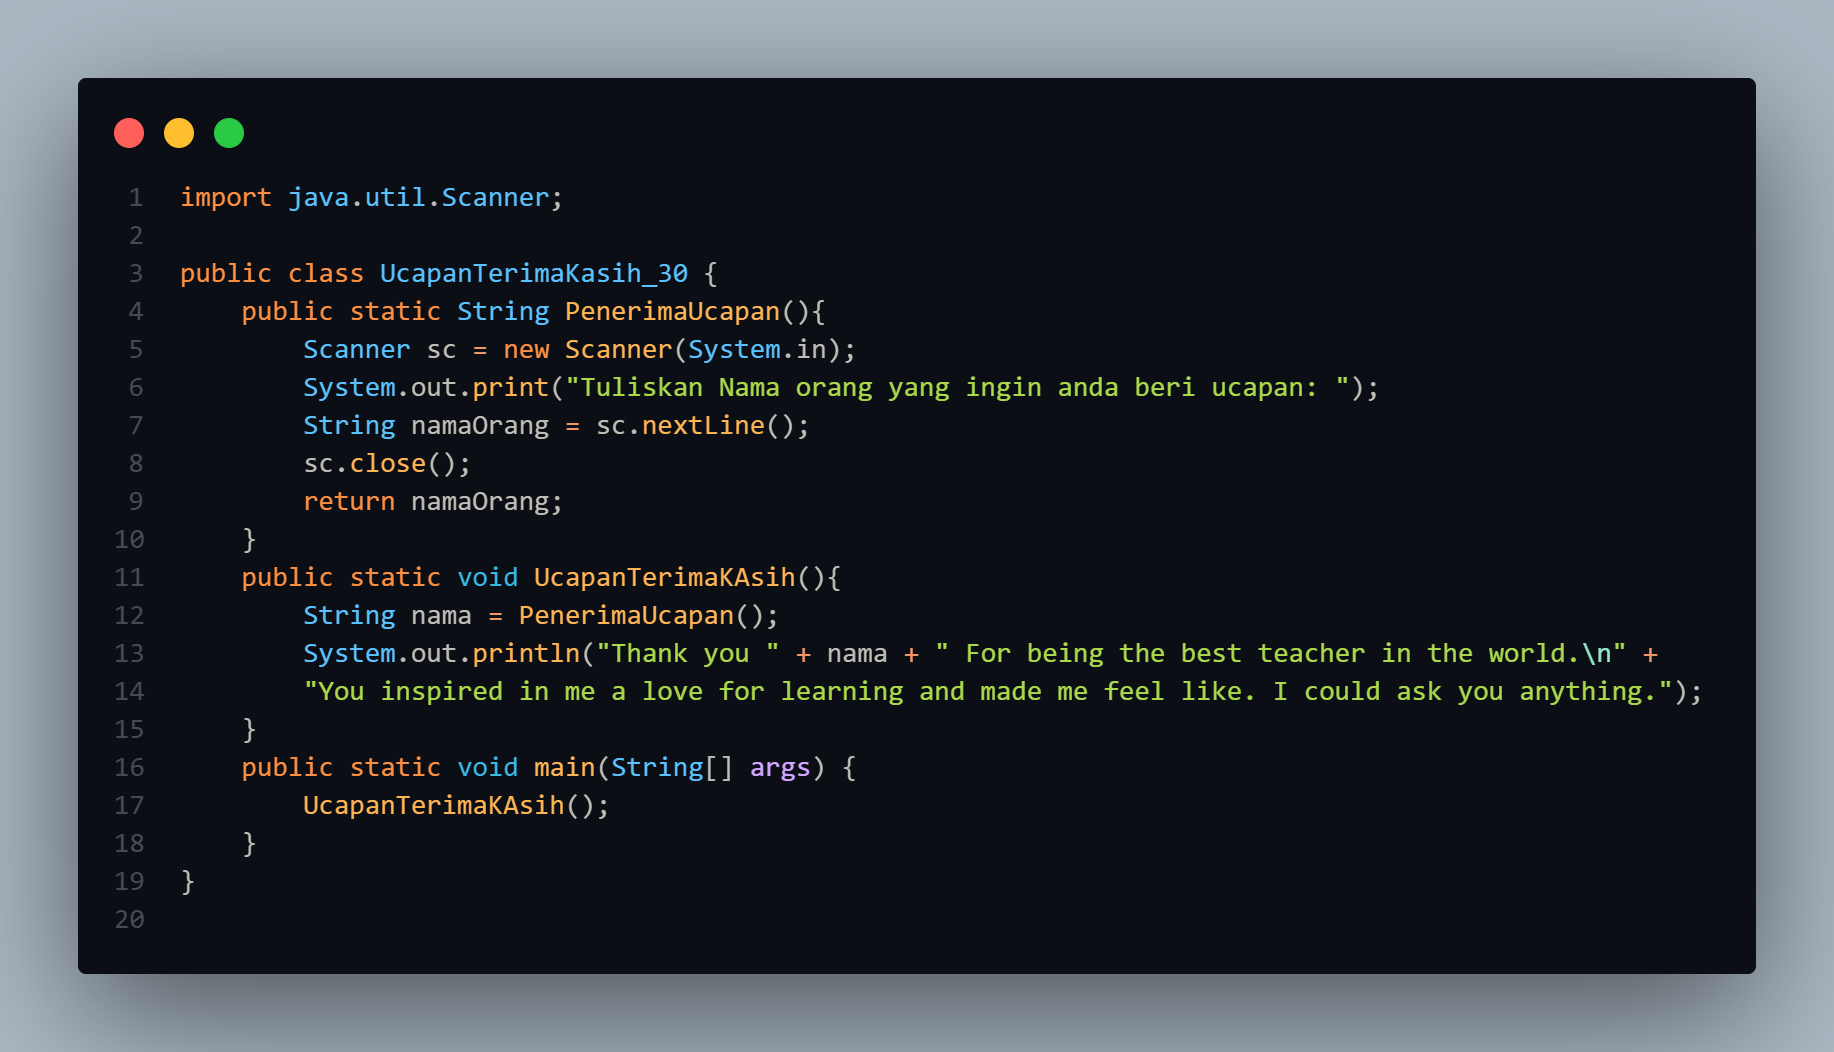 1 import java.util.Scanner;
2
3 public class UcapanTerimaKasih_30 {
4     public static String PenerimaUcapan(){
5         Scanner sc = new Scanner(System.in);
6         System.out.print("Tuliskan Nama orang yang ingin anda beri ucapan: ");
7         String namaOrang = sc.nextLine();
8         sc.close();
9         return namaOrang;
10     }
11     public static void UcapanTerimaKAsih(){
12         String nama = PenerimaUcapan();
13         System.out.println("Thank you " + nama + " For being the best teacher in the world.\n" +
14         "You inspired in me a love for learning and made me feel like. I could ask you anything.");
15     }
16     public static void main(String[] args) {
17         UcapanTerimaKAsih();
18     }
19 }
20